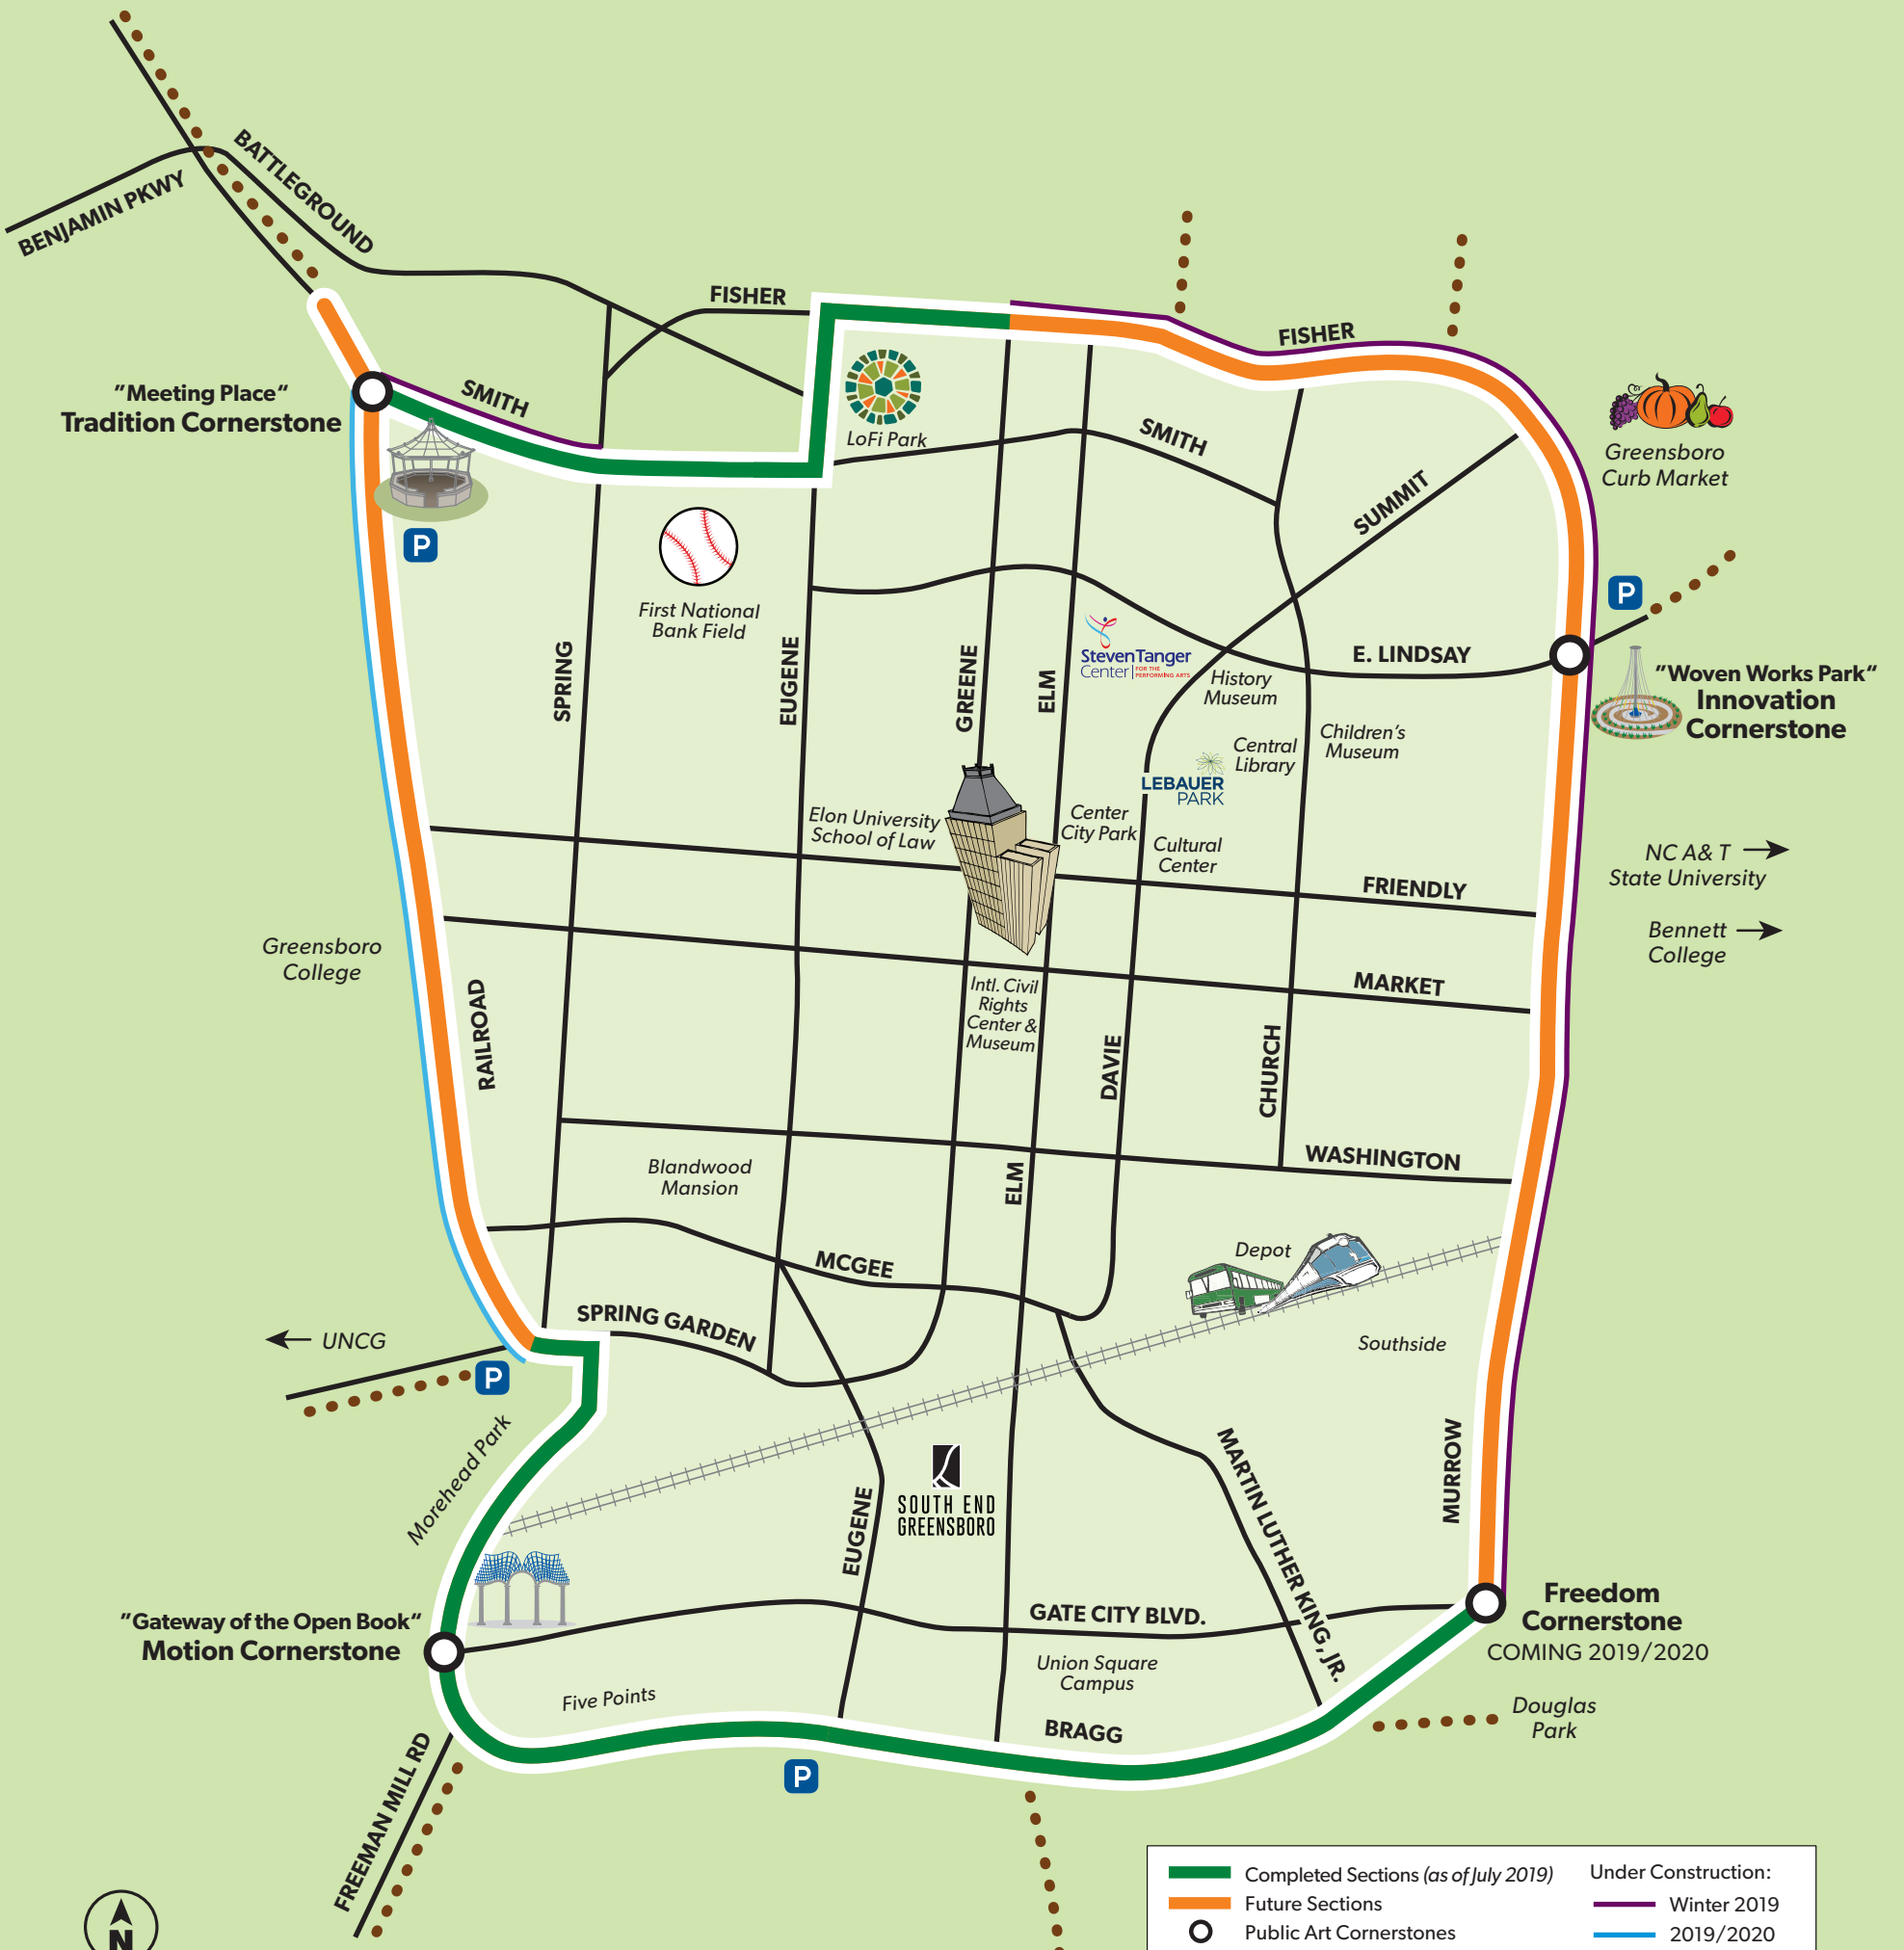 BATTLEGROUND
BENJAMIN PKWY
FISHER
FISHER
”Meeting Place“
Tradition Cornerstone
SMITH
LoFi Park
SMITH
SUMMIT
Greensboro
Curb Market
P
P
First National
Bank Field
SPRING
EUGENE
GREENE
ELM
StevenTanger
Center
FOR THE
PERFORMING ARTS
E. LINDSAY
History
Museum
”Woven Works Park“
Innovation
Cornerstone
Central
Library
Children’s
Museum
LEBAUER
PARK
Elon University
School of Law
Center
City Park
Cultural
Center
NC A& T
State University
FRIENDLY
Bennett
College
Greensboro
College
MARKET
RAILROAD
Intl. Civil
Rights
Center &
Museum
DAVIE
CHURCH
WASHINGTON
Blandwood
Mansion
ELM
MCGEE
Depot
SPRING GARDEN
UNCG
P
Southside
Morehead Park
SOUTH END
GREENSBORO
EUGENE
MARTIN LUTHER KING, JR.
MURROW
”Gateway of the Open Book“
Motion Cornerstone
GATE CITY BLVD.
Freedom
Cornerstone
COMING 2019/2020
Union Square
Campus
Five Points
Douglas
Park
BRAGG
P
FREEMAN MILL RD
N
Completed Sections (as of July 2019)
Future Sections
Public Art Cornerstones
Under Construction:
Winter 2019
2019/2020